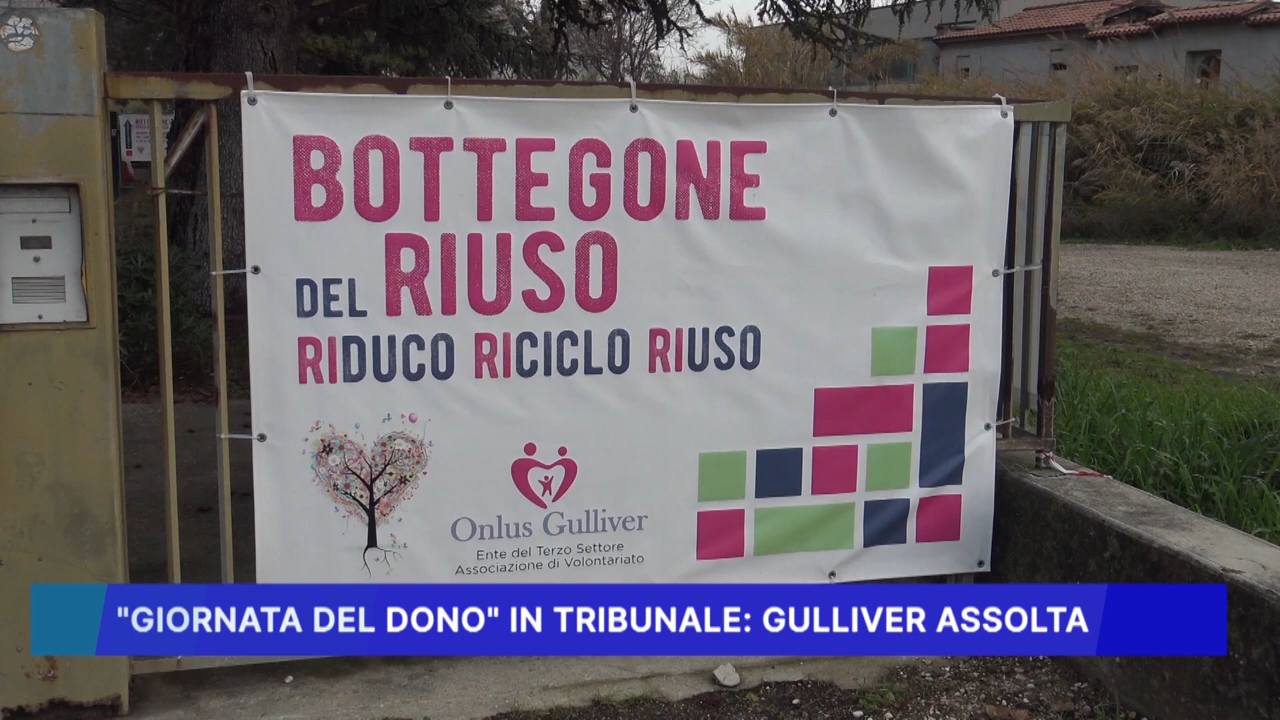 BOTTEGONE
DEL RIUSO
RIDUCO RICICLO RIUSO
Onlus Gulliver
Ente del Terzo Settore
Associazione di Volontariato
"GIORNATA DEL DONO" IN TRIBUNALE: GULLIVER ASSOLTA